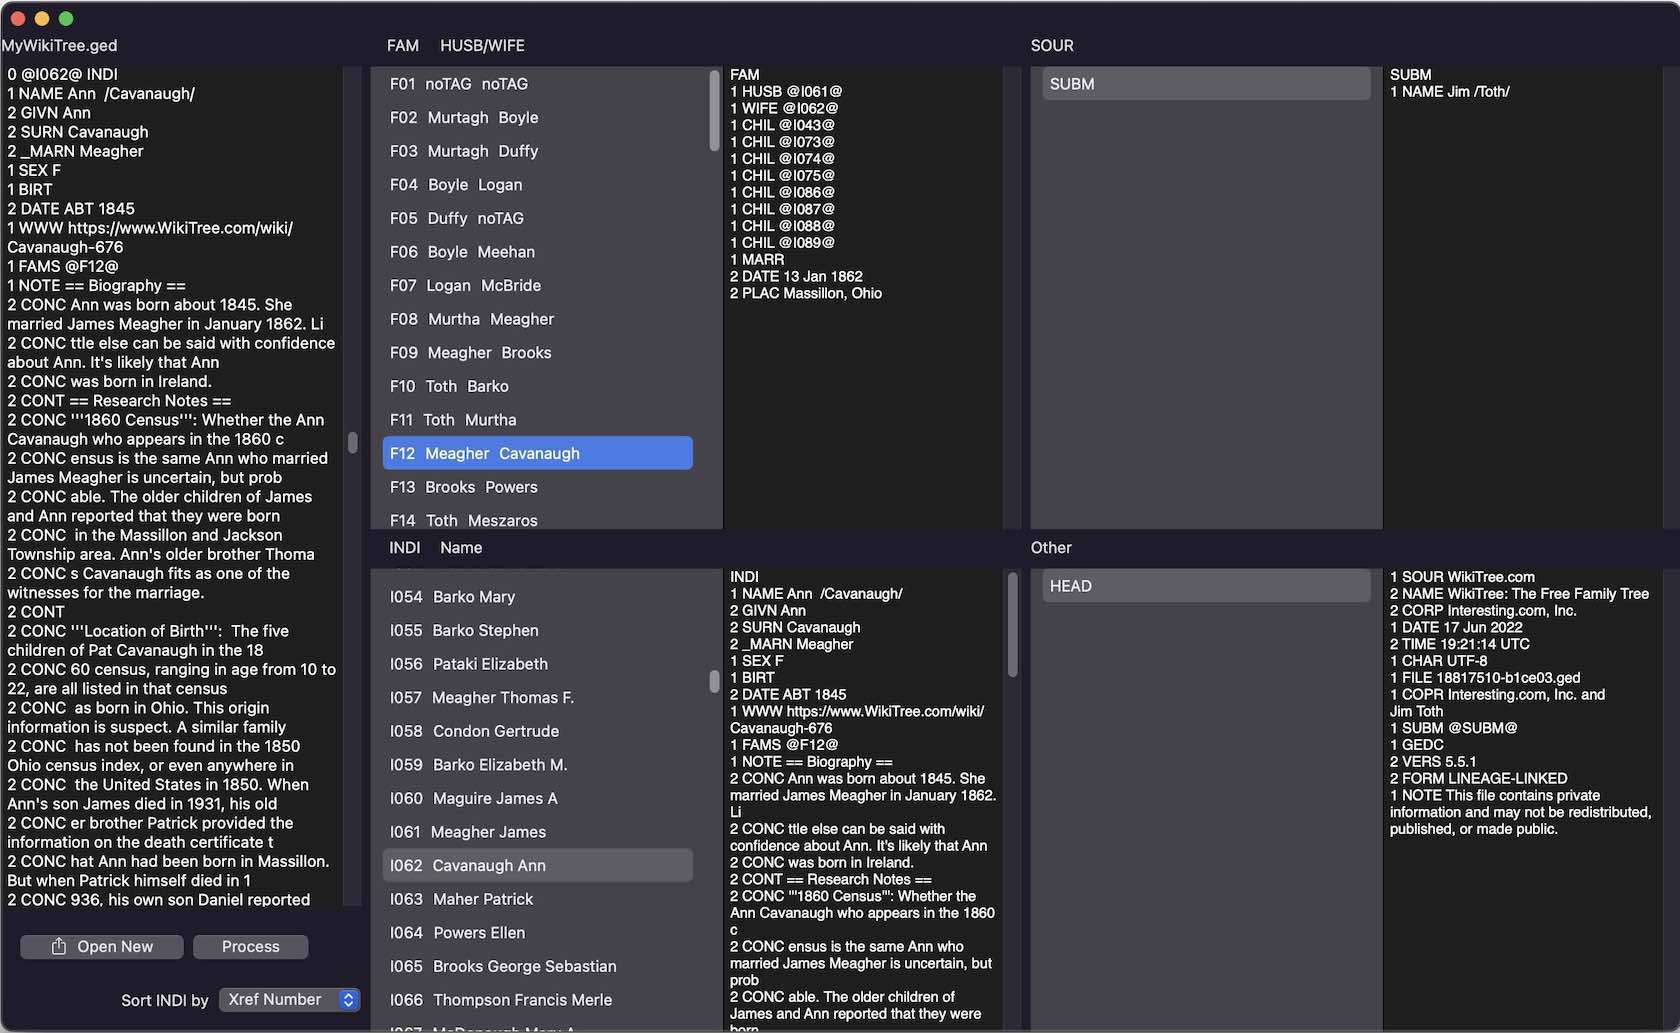 MyWikiTree.ged
0 @I062@ INDI
1 NAME Ann  /Cavanaugh/
2 GIVN Ann
2 SURN Cavanaugh
2 _MARN Meagher
1 SEX F
1 BIRT
2 DATE ABT 1845
1 WWW https://www.WikiTree.com/wiki/
Cavanaugh-676
1 FAMS @F12@
1 NOTE == Biography ==
2 CONC Ann was born about 1845. She
married James Meagher in January 1862. Li
2 CONC ttle else can be said with confidence
about Ann. It's likely that Ann
2 CONC was born in Ireland.
2 CONT == Research Notes ==
2 CONC '''1860 Census''': Whether the Ann
Cavanaugh who appears in the 1860 c
2 CONC ensus is the same Ann who married
James Meagher is uncertain, but prob
2 CONC able. The older children of James
and Ann reported that they were born
2 CONC  in the Massillon and Jackson
Township area. Ann's older brother Thoma
2 CONC s Cavanaugh fits as one of the
witnesses for the marriage.
2 CONT
2 CONC '''Location of Birth''':  The five
children of Pat Cavanaugh in the 18
2 CONC 60 census, ranging in age from 10 to
22, are all listed in that census
2 CONC  as born in Ohio. This origin
information is suspect. A similar family
2 CONC  has not been found in the 1850
Ohio census index, or even anywhere in
2 CONC  the United States in 1850. When
Ann's son James died in 1931, his old
2 CONC er brother Patrick provided the
information on the death certificate t
2 CONC hat Ann had been born in Massillon.
But when Patrick himself died in 1
2 CONC 936, his own son Daniel reported
Open New
Process
Sort INDI by Xref Number
FAM HUSB/WIFE
F01 noTAG noTAG
F02 Murtagh Boyle
F03 Murtagh Duffy
F04 Boyle Logan
F05 Duffy noTAG
F06 Boyle Meehan
F07 Logan McBride
F08 Murtha Meagher
F09 Meagher Brooks
F10 Toth Barko
F11 Toth Murtha
F12 Meagher Cavanaugh
F13 Brooks Powers
F14 Toth Meszaros
FAM
1 HUSB @I061@
1 WIFE @I062@
1 CHIL @I043@
1 CHIL @I073@
1 CHIL @I074@
1 CHIL @I075@
1 CHIL @I086@
1 CHIL @I087@
1 CHIL @I088@
1 CHIL @I089@
1 MARR
2 DATE 13 Jan 1862
2 PLAC Massillon, Ohio
SOUR
SUBM
SUBM
1 NAME Jim /Toth/
INDI Name
I054 Barko Mary
I055 Barko Stephen
I056 Pataki Elizabeth
I057 Meagher Thomas F.
I058 Condon Gertrude
I059 Barko Elizabeth M.
I060 Maguire James A
I061 Meagher James
I062 Cavanaugh Ann
I063 Maher Patrick
I064 Powers Ellen
I065 Brooks George Sebastian
I066 Thompson Francis Merle
INDI
1 NAME Ann  /Cavanaugh/
2 GIVN Ann
2 SURN Cavanaugh
2 _MARN Meagher
1 SEX F
1 BIRT
2 DATE ABT 1845
1 WWW https://www.WikiTree.com/wiki/
Cavanaugh-676
1 FAMS @F12@
1 NOTE == Biography ==
2 CONC Ann was born about 1845. She
married James Meagher in January 1862.
Li
2 CONC ttle else can be said with
confidence about Ann. It's likely that Ann
2 CONC was born in Ireland.
2 CONT == Research Notes ==
2 CONC '''1860 Census''': Whether the
Ann Cavanaugh who appears in the 1860
c
2 CONC ensus is the same Ann who
married James Meagher is uncertain, but
prob
2 CONC able. The older children of
James and Ann reported that they were
born
Other
HEAD
1 SOUR WikiTree.com
2 NAME WikiTree: The Free Family Tree
2 CORP Interesting.com, Inc.
1 DATE 17 Jun 2022
2 TIME 19:21:14 UTC
1 CHAR UTF-8
1 FILE 18817510-b1ce03.ged
1 COPR Interesting.com, Inc. and
Jim Toth
1 SUBM @SUBM@
1 GEDC
2 VERS 5.5.1
2 FORM LINEAGE-LINKED
1 NOTE This file contains private
information and may not be redistributed,
published, or made public.